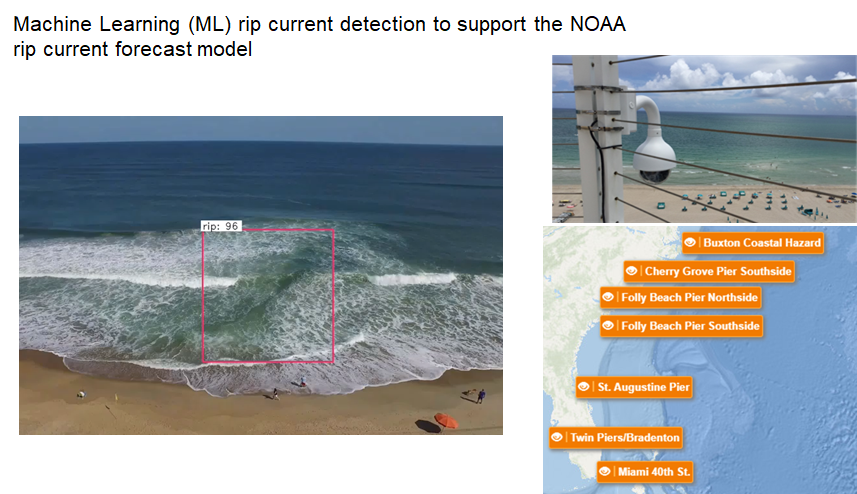 Machine Learning (ML) rip current detection to support the NOAA
rip current forecast model
rip: 96
Buxton Coastal Hazard
Cherry Grove Pier Southside
Folly Beach Pier Northside
Folly Beach Pier Southside
St. Augustine Pier
Twin Piers/Bradenton
Miami 40th St.